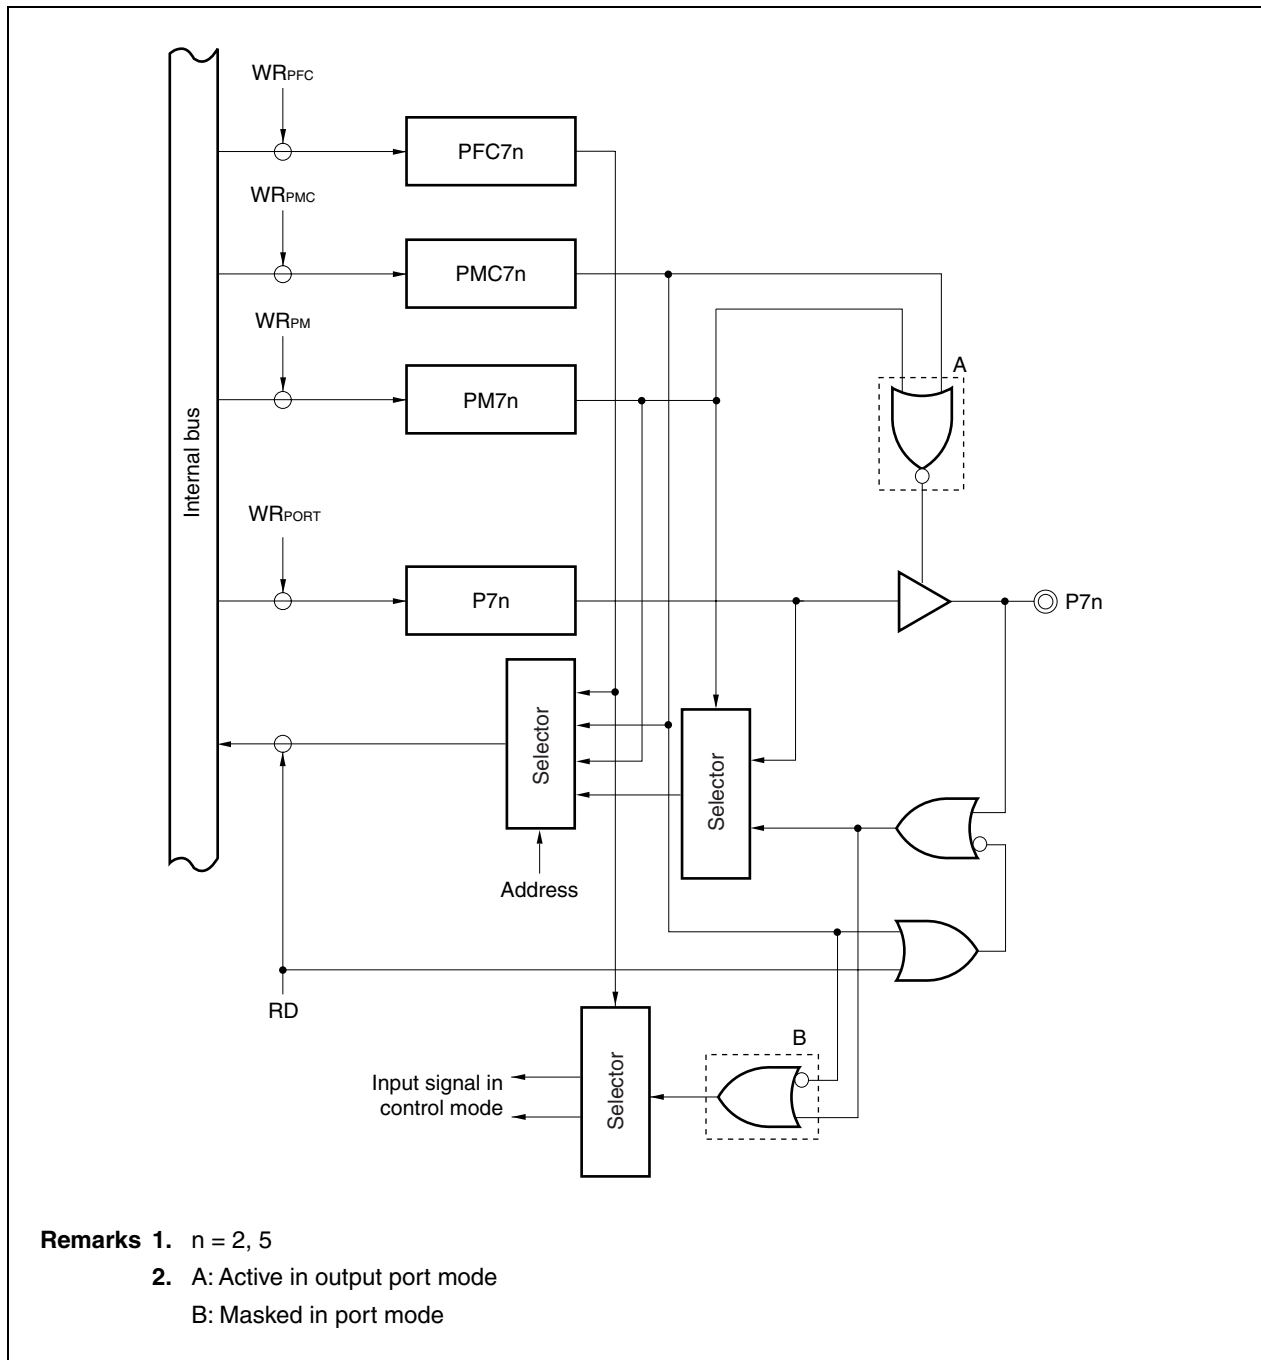 WRPFC
PFC7n
WRPMC
PMC7n
WRPM
A
PM7n
Internal bus
WRPORT
P7n
P7n
Selector
Selector
Address
RD
B
Input signal in
control mode
Selector
Remarks 1. n = 2, 5
2. A: Active in output port mode
B: Masked in port mode